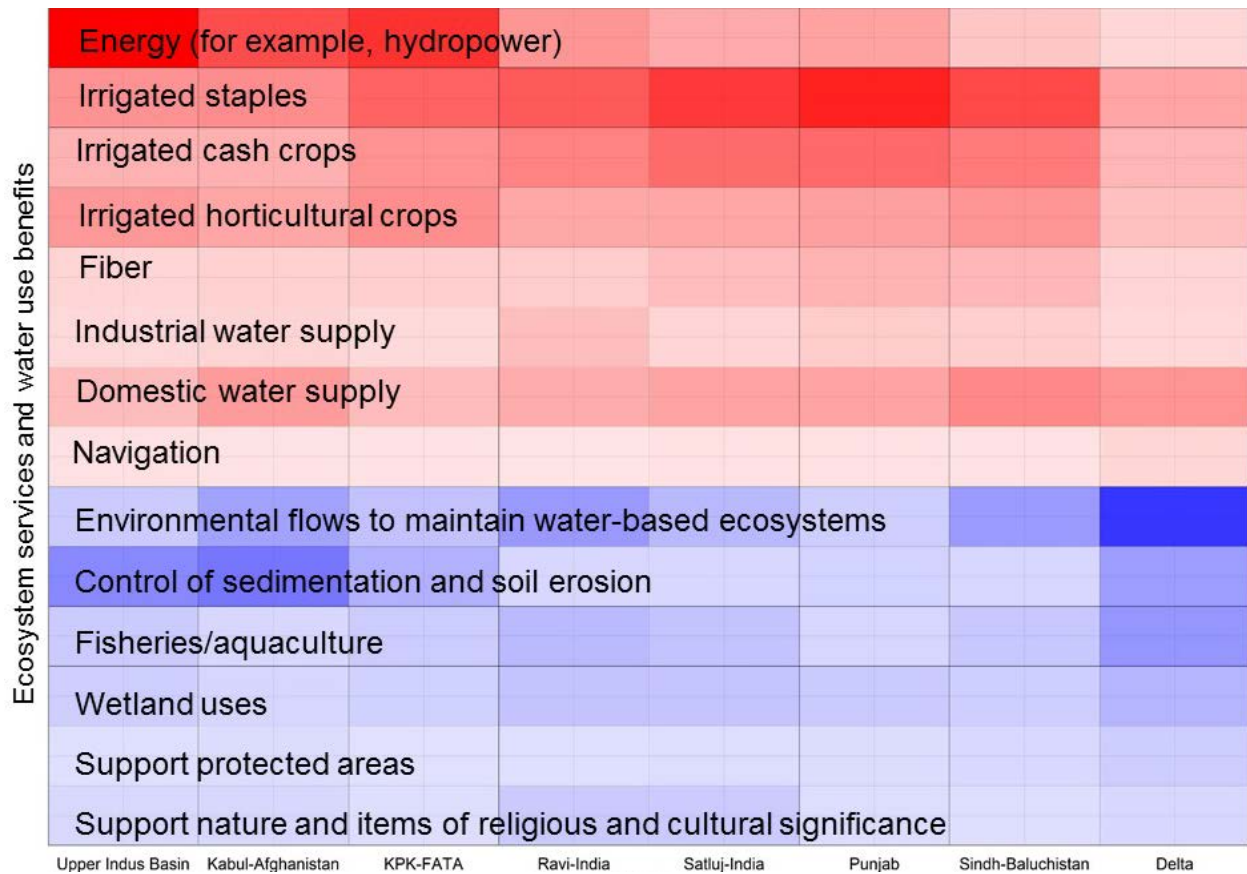 Ecosystem services and water use benefits
Energy (for example, hydropower)
Irrigated staples
Irrigated cash crops
Irrigated horticultural crops
Fiber
Industrial water supply
Domestic water supply
Navigation
Environmental flows to maintain water-based ecosystems
Control of sedimentation and soil erosion
Fisheries/aquaculture
Wetland uses
Support protected areas
Support nature and items of religious and cultural significance
Upper Indus Basin Kabul-Afghanistan KPK-FATA Ravi-India Satluj-India Punjab Sindh-Baluchistan Delta